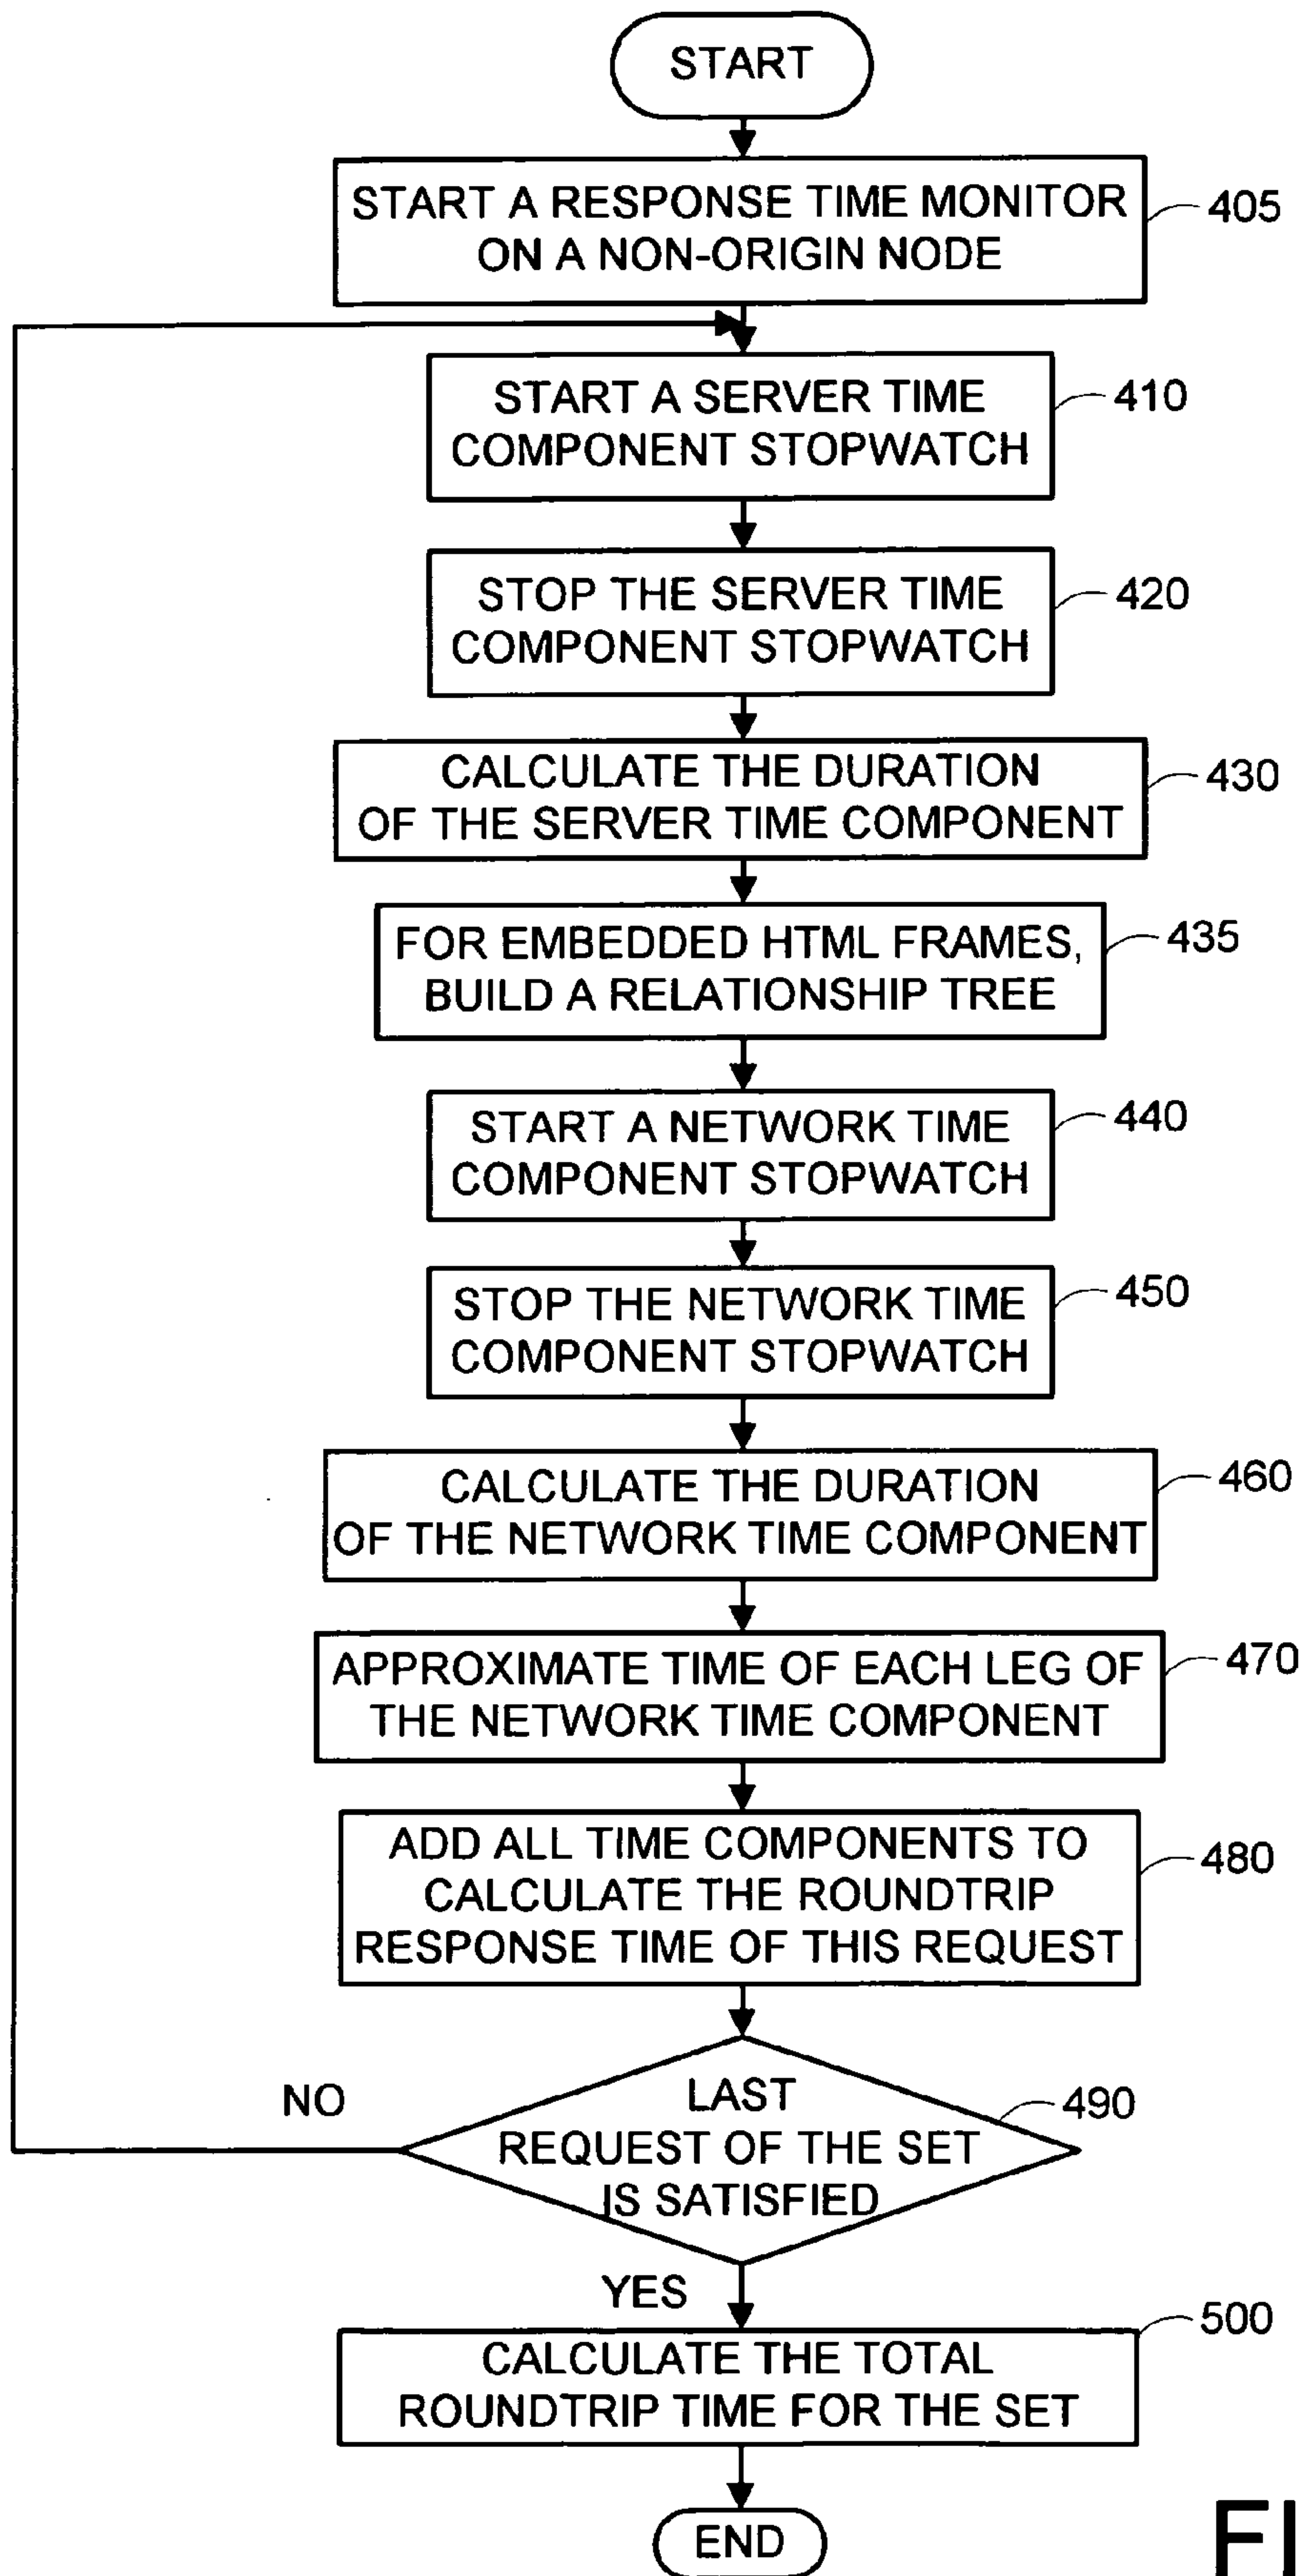 START
START A RESPONSE TIME MONITOR
ON A NON-ORIGIN NODE
405
START A SERVER TIME
COMPONENT STOPWATCH
410
STOP THE SERVER TIME
COMPONENT STOPWATCH
420
CALCULATE THE DURATION
OF THE SERVER TIME COMPONENT
430
FOR EMBEDDED HTML FRAMES,
BUILD A RELATIONSHIP TREE
435
START A NETWORK TIME
COMPONENT STOPWATCH
440
STOP THE NETWORK TIME
COMPONENT STOPWATCH
450
CALCULATE THE DURATION
OF THE NETWORK TIME COMPONENT
460
APPROXIMATE TIME OF EACH LEG OF
THE NETWORK TIME COMPONENT
470
ADD ALL TIME COMPONENTS TO
CALCULATE THE ROUNDTRIP
RESPONSE TIME OF THIS REQUEST
480
LAST
REQUEST OF THE SET
IS SATISFIED
490
NO
YES
CALCULATE THE TOTAL
ROUNDTRIP TIME FOR THE SET
500
END